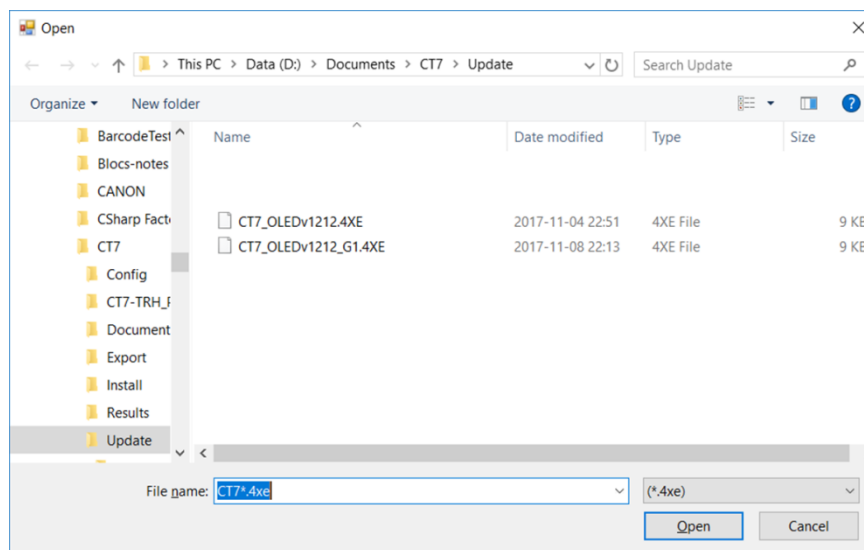 Open
This PC > Data (D:) > Documents > CT7 > Update
Search Update
Organize
New folder
Name
Date modified
Type
Size
BarcodeTest
Blocs-notes
CANON
CSharp Fact
CT7
Config
CT7-TRH_F
Document
Export
Install
Results
Update
CT7_OLEDv1212.4XE 2017-11-04 22:51 4XE File 9 KB
CT7_OLEDv1212_G1.4XE 2017-11-08 22:13 4XE File 9 KB
File name: CT7*.4xe
(*.4xe)
Open
Cancel